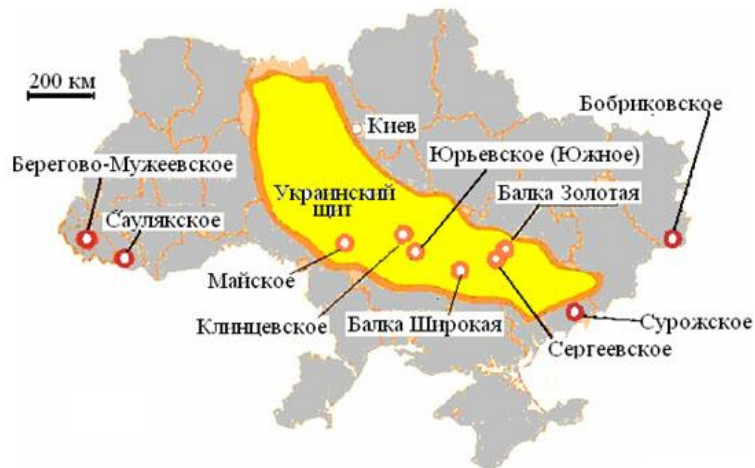 200 км
Киев
Бобриковское
Берегово-Мужеевское
Юрьевское (Южное)
Балка Золотая
Украинский
щит
Саулякское
Майское
Клинцевское
Балка Широкая
Сурожское
Сергеевское